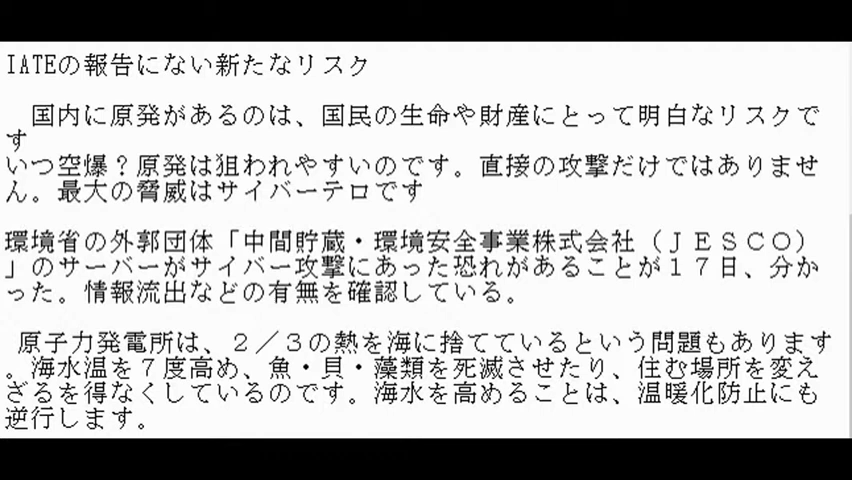 IATEの報告にない新たなリスク
国内に原発があるのは、国民の生命や財産にとって明白なリスクで
す
いつ空爆？原発は狙われやすいのです。直接の攻撃だけではありませ
ん。最大の脅威はサイバーテロです
環境省の外郭団体「中間貯蔵・環境安全事業株式会社（ＪＥＳＣＯ）
」のサーバーがサイバー攻撃にあった恐れがあることが１７日、分か
った。情報流出などの有無を確認している。
原子力発電所は、２／３の熱を海に捨てているという問題もあります
。海水温を７度高め、魚・貝・藻類を死滅させたり、住む場所を変え
ざるを得なくしているのです。海水を高めることは、温暖化防止にも
逆行します。